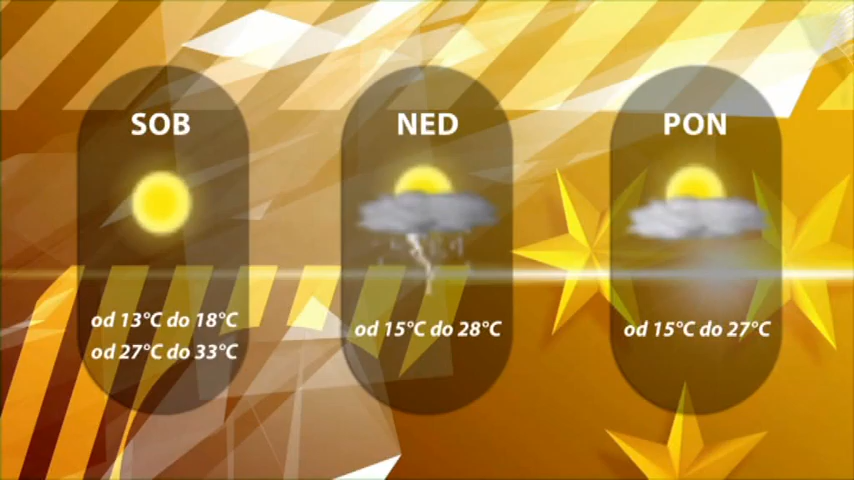 SOB
od 13°C do 18°C
od 27°C do 33°C
NED
od 15°C do 28°C
PON
od 15°C do 27°C